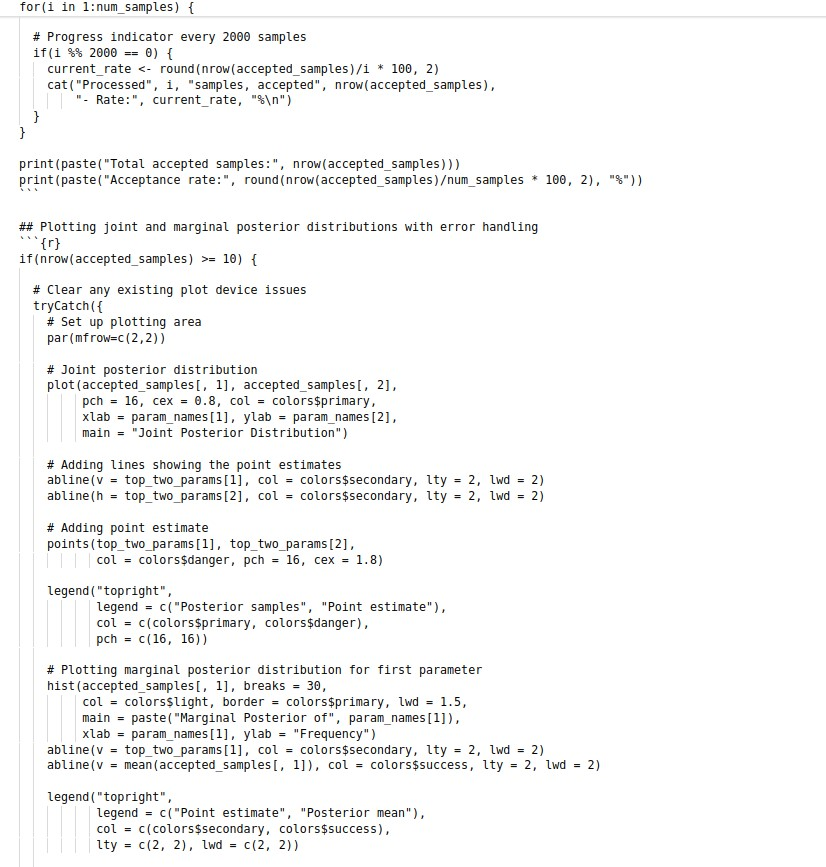 for(i in 1:num_samples) {
# Progress indicator every 2000 samples
if(i %% 2000 == 0) {
current_rate <- round(nrow(accepted_samples)/i * 100, 2)
cat("Processed", i, "samples, accepted", nrow(accepted_samples),
"- Rate:", current_rate, "%\n")
}
}
print(paste("Total accepted samples:", nrow(accepted_samples)))
print(paste("Acceptance rate:", round(nrow(accepted_samples)/num_samples * 100, 2), "%"))
```
## Plotting joint and marginal posterior distributions with error handling
```{r}
if(nrow(accepted_samples) >= 10) {
# Clear any existing plot device issues
tryCatch({
# Set up plotting area
par(mfrow=c(2,2))
# Joint posterior distribution
plot(accepted_samples[, 1], accepted_samples[, 2],
pch = 16, cex = 0.8, col = colors$primary,
xlab = param_names[1], ylab = param_names[2],
main = "Joint Posterior Distribution")
# Adding lines showing the point estimates
abline(v = top_two_params[1], col = colors$secondary, lty = 2, lwd = 2)
abline(h = top_two_params[2], col = colors$secondary, lty = 2, lwd = 2)
# Adding point estimate
points(top_two_params[1], top_two_params[2],
col = colors$danger, pch = 16, cex = 1.8)
legend("topright",
legend = c("Posterior samples", "Point estimate"),
col = c(colors$primary, colors$danger),
pch = c(16, 16))
# Plotting marginal posterior distribution for first parameter
hist(accepted_samples[, 1], breaks = 30,
col = colors$light, border = colors$primary, lwd = 1.5,
main = paste("Marginal Posterior of", param_names[1]),
xlab = param_names[1], ylab = "Frequency")
abline(v = top_two_params[1], col = colors$secondary, lty = 2, lwd = 2)
abline(v = mean(accepted_samples[, 1]), col = colors$success, lty = 2, lwd = 2)
legend("topright",
legend = c("Point estimate", "Posterior mean"),
col = c(colors$secondary, colors$success),
lty = c(2, 2), lwd = c(2, 2))